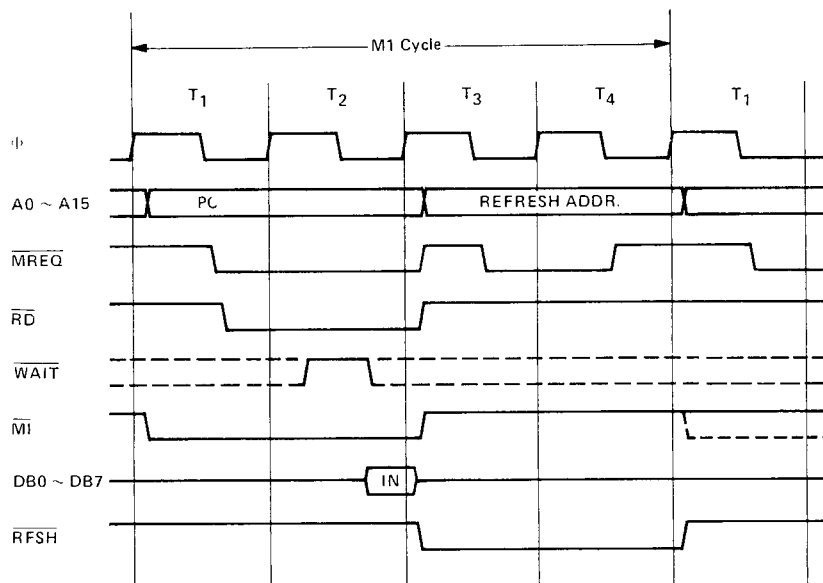 M1 Cycle
T1 T2 T3 T4 T1
Φ
A0 ~ A15 PC REFRESH ADDR.
MREQ
RD
WAIT
MI
DB0 ~ DB7 IN
RFSH